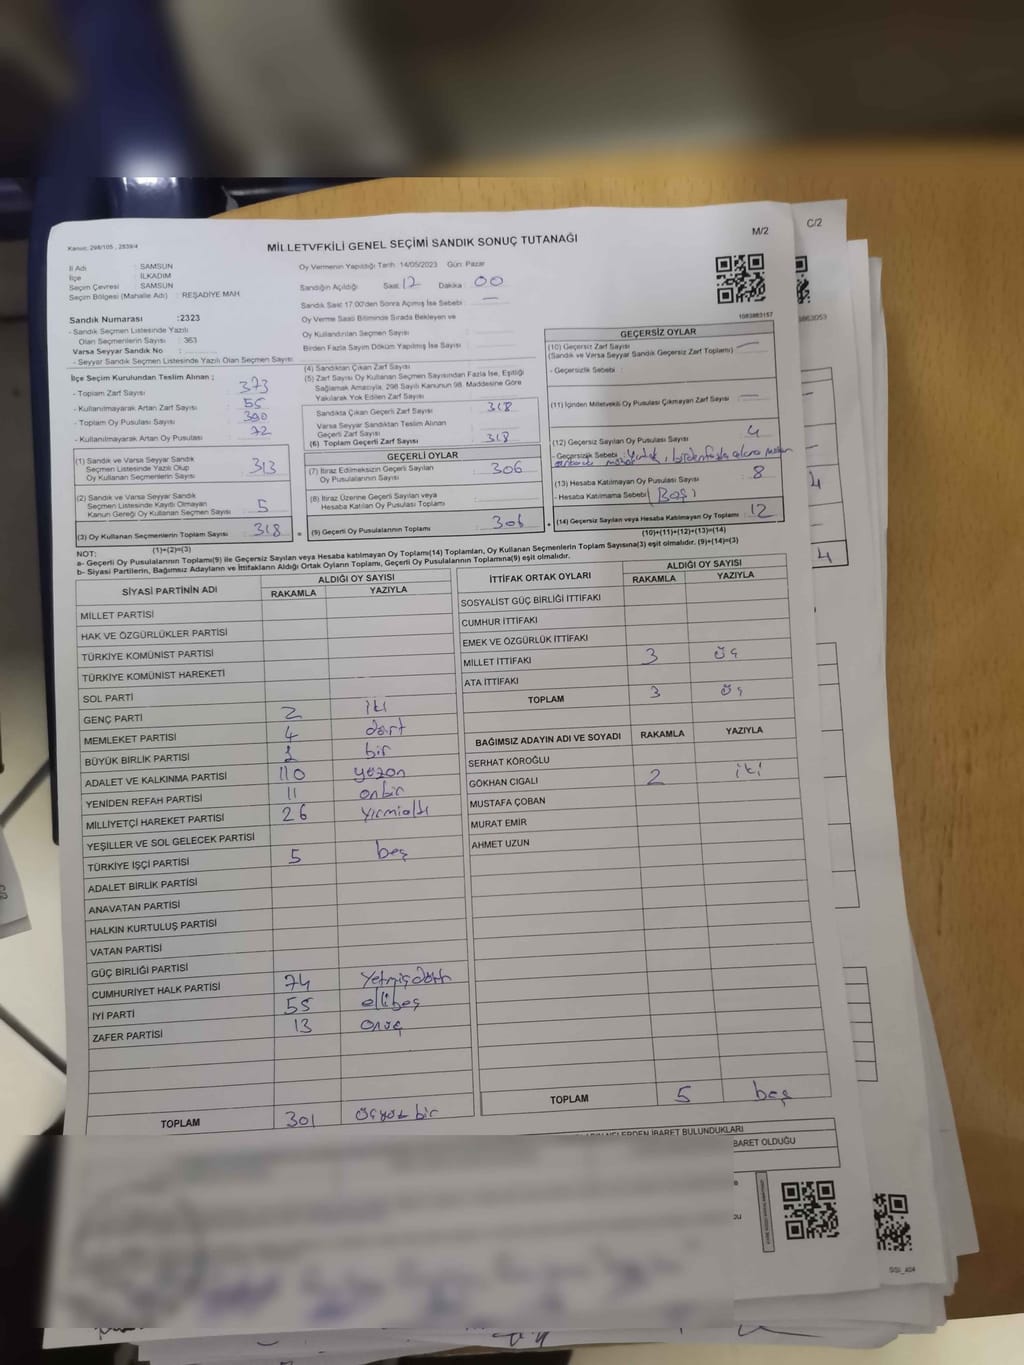 C/2
M/2
Kanun: 298/105 , 2839/4
MİLLETVEKİLİ GENEL SEÇİMİ SANDIK SONUÇ TUTANAĞI
İl Adı : SAMSUN
İlçe : İLKADIM
Seçim Çevresi : SAMSUN
Seçim Bölgesi (Mahalle Adı) : REŞADİYE MAH
Oy Vermenin Yapıldığı Tarih :14/05/2023 Gün: Pazar
Sandığın Açıldığı Saat 12 Dakika : 00
Sandık Saat 17:00'den Sonra Açılmış İse Sebebi : —
Oy Verme Saati Bitiminde Sırada Bekleyen ve
Oy Kullandırılan Seçmen Sayısı :
Birden Fazla Sayım Döküm Yapılmış İse Sayısı :
1083863157
863053
Sandık Numarası :2323
- Sandık Seçmen Listesinde Yazılı
Olan Seçmenlerin Sayısı : 363
Varsa Seyyar Sandık No :
- Seyyar Sandık Seçmen Listesinde Yazılı Olan Seçmen Sayısı:
İlçe Seçim Kurulundan Teslim Alınan ;
- Toplam Zarf Sayısı : 373
- Kullanılmayarak Artan Zarf Sayısı : 55
- Toplam Oy Pusulası Sayısı : 390
- Kullanılmayarak Artan Oy Pusulası : 72
(1) Sandık ve Varsa Seyyar Sandık
Seçmen Listesinde Yazılı Olup
Oy Kullanan Seçmenlerin Sayısı : 313
(2) Sandık ve Varsa Seyyar Sandık
Seçmen Listesinde Kayıtlı Olmayan
Kanun Gereği Oy Kullanan Seçmen Sayısı : 5
(3) Oy Kullanan Seçmenlerin Toplam Sayısı : 318
(1)+(2)=(3)
(4) Sandıktan Çıkan Zarf Sayısı :
(5) Zarf Sayısı Oy Kullanan Seçmen Sayısından Fazla İse, Eşitliği
Sağlamak Amacıyla, 298 Sayılı Kanunun 98. Maddesine Göre
Yakılarak Yok Edilen Zarf Sayısı :
Sandıkta Çıkan Geçerli Zarf Sayısı : 318
Varsa Seyyar Sandıktan Teslim Alınan
Geçerli Zarf Sayısı :
(6) Toplam Geçerli Zarf Sayısı : 318
GEÇERLİ OYLAR
(7) İtiraz Edilmeksizin Geçerli Sayılan
Oy Pusulalarının Sayısı : 306
(8) İtiraz Üzerine Geçerli Sayılan veya
Hesaba Katılan Oy Pusulası Toplamı :
(9) Geçerli Oy Pusulalarının Toplamı : 306
GEÇERSİZ OYLAR
(10) Geçersiz Zarf Sayısı : —
(Sandık ve Varsa Seyyar Sandık Geçersiz Zarf Toplamı)
- Geçersizlik Sebebi :
(11) İçinden Milletvekili Oy Pusulası Çıkmayan Zarf Sayısı : —
(12) Geçersiz Sayılan Oy Pusulası Sayısı : 4
- Geçersizlik Sebebi :
(13) Hesaba Katılmayan Oy Pusulası Sayısı : 8
- Hesaba Katılmama Sebebi (Boş)
(14) Geçersiz Sayılan veya Hesaba Katılmayan Oy Toplamı : 12
(10)+(11)+(12)+(13)=(14)
NOT:
a- Geçerli Oy Pusulalarının Toplamı(9) ile Geçersiz Sayılan veya Hesaba katılmayan Oy Toplamı(14) Toplamları, Oy Kullanan Seçmenlerin Toplam Sayısına(3) eşit olmalıdır. (9)+(14)=(3)
b- Siyasi Partilerin, Bağımsız Adayların ve İttifakların Aldığı Ortak Oyların Toplamı, Geçerli Oy Pusulalarının Toplamına(9) eşit olmalıdır.
SİYASİ PARTİNİN ADI ALDIĞI OY SAYISI
RAKAMLA YAZIYLA
MİLLET PARTİSİ
HAK VE ÖZGÜRLÜKLER PARTİSİ
TÜRKİYE KOMÜNİST PARTİSİ
TÜRKİYE KOMÜNİST HAREKETİ
SOL PARTİ
GENÇ PARTİ 2 iki
MEMLEKET PARTİSİ 4 dört
BÜYÜK BİRLİK PARTİSİ 1 bir
ADALET VE KALKINMA PARTİSİ 110 yüzon
YENİDEN REFAH PARTİSİ 11 onbir
MİLLİYETÇİ HAREKET PARTİSİ 26 yirmialtı
YEŞİLLER VE SOL GELECEK PARTİSİ
TÜRKİYE İŞÇİ PARTİSİ 5 beş
ADALET BİRLİK PARTİSİ
ANAVATAN PARTİSİ
HALKIN KURTULUŞ PARTİSİ
VATAN PARTİSİ
GÜÇ BİRLİĞİ PARTİSİ
CUMHURİYET HALK PARTİSİ 74 yetmişdört
İYİ PARTİ 55 ellibeş
ZAFER PARTİSİ 13 onüç
TOPLAM 301 üçyüz bir
İTTİFAK ORTAK OYLARI ALDIĞI OY SAYISI
RAKAMLA YAZIYLA
SOSYALİST GÜÇ BİRLİĞİ İTTİFAKI
CUMHUR İTTİFAKI
EMEK VE ÖZGÜRLÜK İTTİFAKI
MİLLET İTTİFAKI 3 üç
ATA İTTİFAKI
TOPLAM 3 üç
BAĞIMSIZ ADAYIN ADI VE SOYADI RAKAMLA YAZIYLA
SERHAT KÖROĞLU
GÖKHAN CIGALI 2 iki
MUSTAFA ÇOBAN
MURAT EMİR
AHMET UZUN
TOPLAM 5 beş
NELERDEN İBARET BULUNDUKLARI
BARET OLDUĞU
4
4